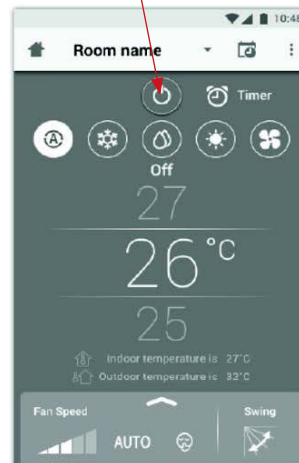 10:48
Room name
Timer
A
Off
27
26°C
25
Indoor temperature is 27°C
Outdoor temperature is 32°C
Fan Speed
Swing
AUTO